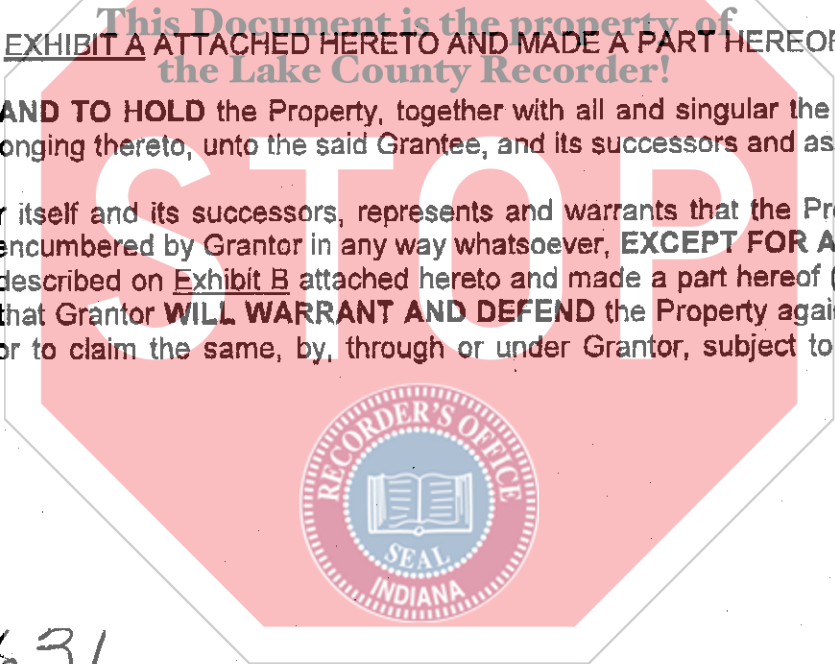 This Document is the property of
EXHIBIT A ATTACHED HERETO AND MADE A PART HEREOF
the Lake County Recorder!
AND TO HOLD the Property, together with all and singular the
onging thereto, unto the said Grantee, and its successors and as
r itself and its successors, represents and warrants that the Pr
encumbered by Grantor in any way whatsoever, EXCEPT FOR A
described on Exhibit B attached hereto and made a part hereof (
that Grantor WILL WARRANT AND DEFEND the Property agai
or to claim the same, by, through or under Grantor, subject to
STOP
RECORDER'S OFFICE
SEAL
INDIANA
31